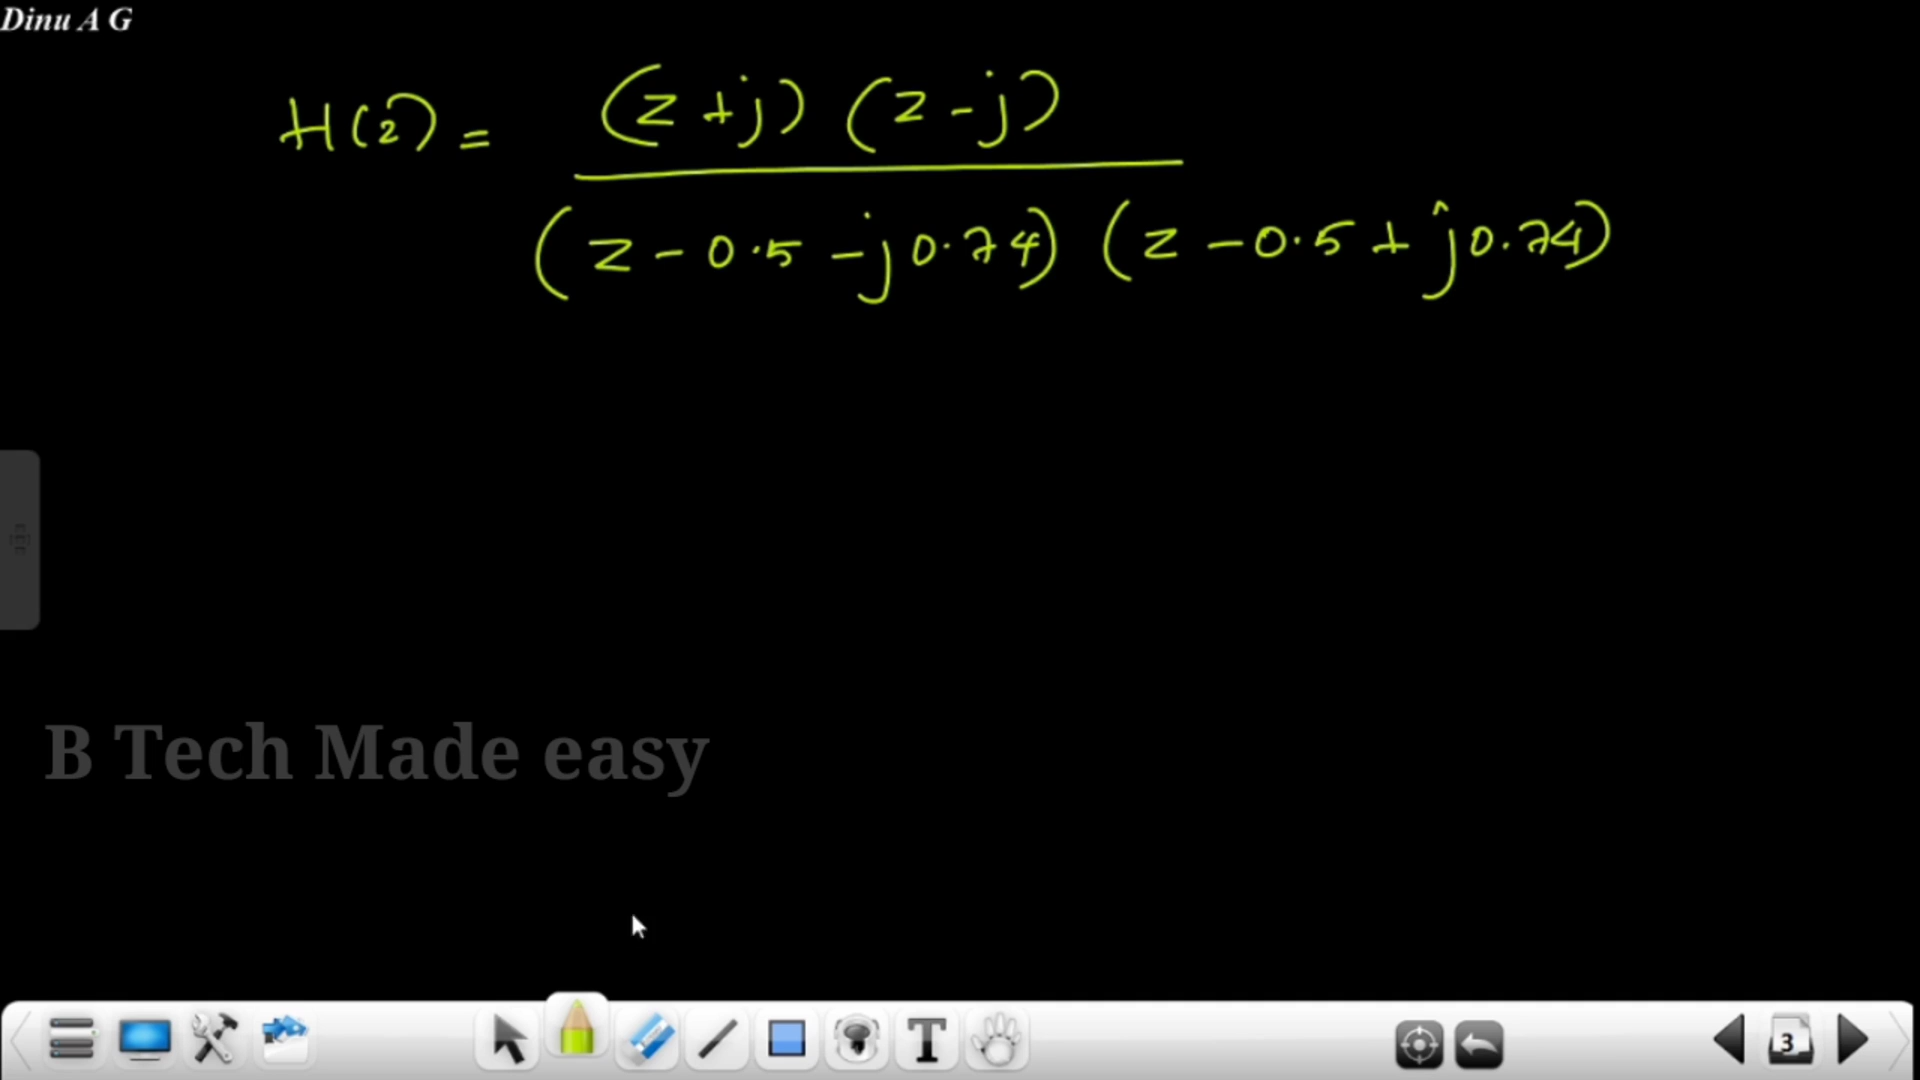 Dinu A G
H(z) = (z + j) (z - j)
(z - 0.5 - j0.74) (z - 0.5 + j0.74)
B Tech Made easy
T
3